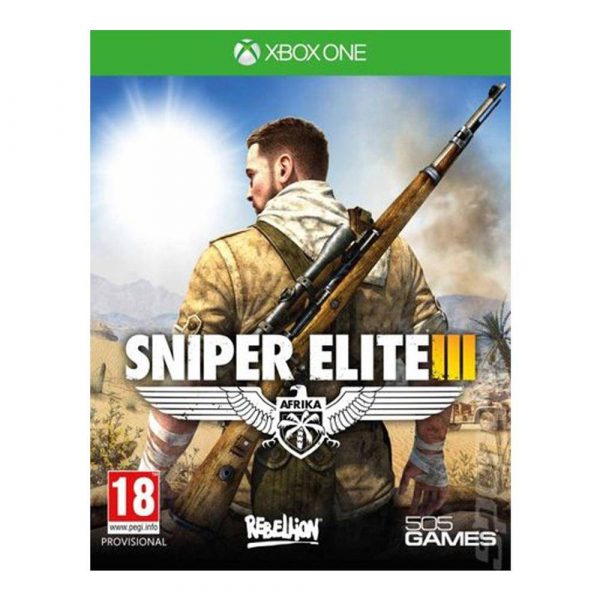 XBOX ONE
SNIPER ELITE III
AFRIKA
18
www.pegi.info
PROVISIONAL
REBELLION
505
GAMES